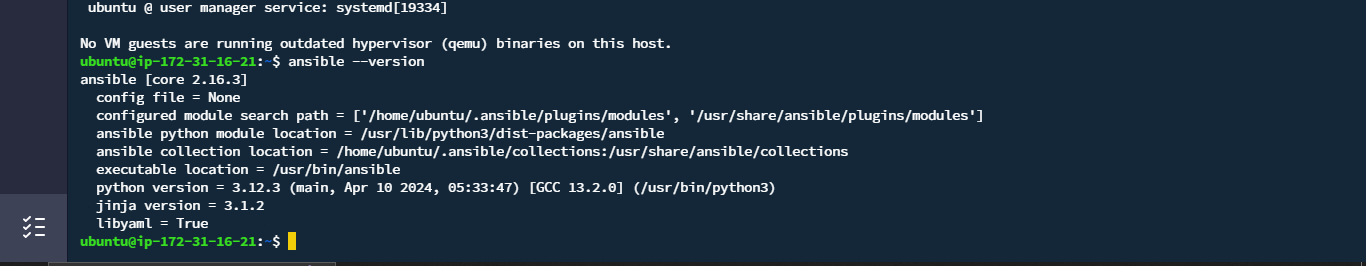 ubuntu @ user manager service: systemd[19334]
No VM guests are running outdated hypervisor (qemu) binaries on this host.
ubuntu@ip-172-31-16-21:~$ ansible --version
ansible [core 2.16.3]
  config file = None
  configured module search path = ['/home/ubuntu/.ansible/plugins/modules', '/usr/share/ansible/plugins/modules']
  ansible python module location = /usr/lib/python3/dist-packages/ansible
  ansible collection location = /home/ubuntu/.ansible/collections:/usr/share/ansible/collections
  executable location = /usr/bin/ansible
  python version = 3.12.3 (main, Apr 10 2024, 05:33:47) [GCC 13.2.0] (/usr/bin/python3)
  jinja version = 3.1.2
  libyaml = True
ubuntu@ip-172-31-16-21:~$